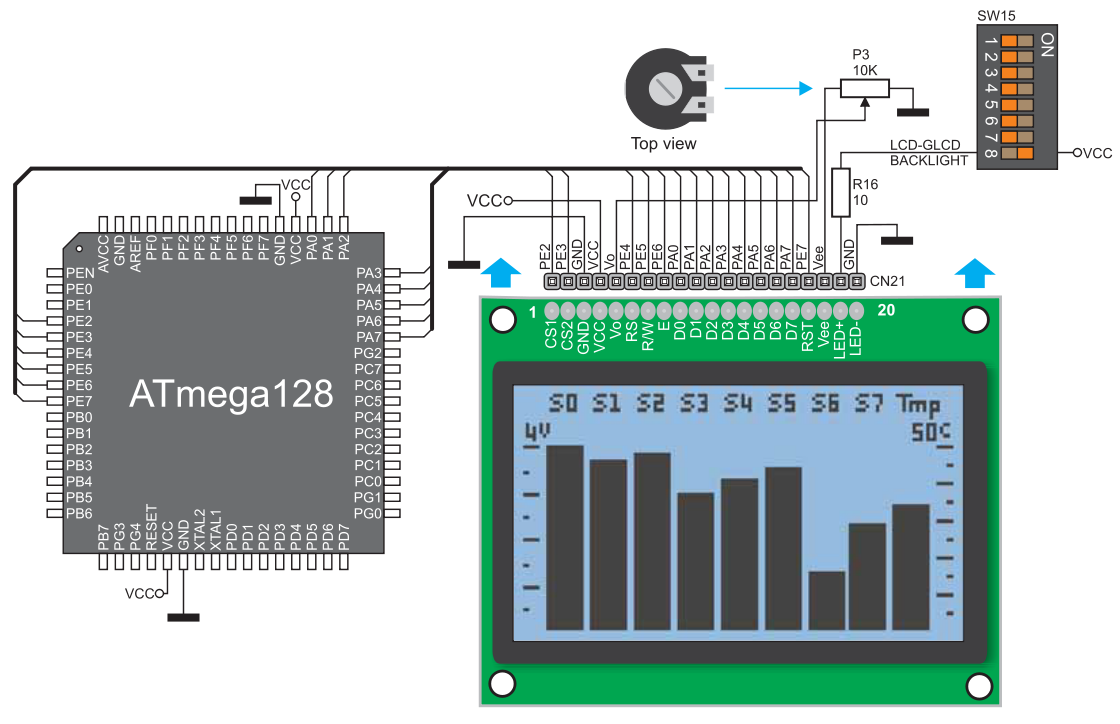 SW15
ON
1
2
3
4
5
6
7
8
P3
10K
Top view
LCD-GLCD
BACKLIGHT
VCC
R16
10
VCC
VCC
AVCC
GND
AREF
PF0
PF1
PF2
PF3
PF4
PF5
PF6
PF7
GND
VCC
PA0
PA1
PA2
PEN
PE0
PE1
PE2
PE3
PE4
PE5
PE6
PE7
PB0
PB1
PB2
PB3
PB4
PB5
PB6
ATmega128
PA3
PA4
PA5
PA6
PA7
PG2
PC7
PC6
PC5
PC4
PC3
PC2
PC1
PC0
PG1
PG0
PB7
PG3
PG4
RESET
VCC
GND
XTAL2
XTAL1
PD0
PD1
PD2
PD3
PD4
PD5
PD6
PD7
VCC
PE2
PE3
GND
VCC
Vo
PE4
PE5
PE6
PA0
PA1
PA2
PA3
PA4
PA5
PA6
PA7
PE7
Vee
GND
CN21
1
20
CS1
CS2
GND
VCC
Vo
RS
R/W
E
D0
D1
D2
D3
D4
D5
D6
D7
RST
Vee
LED+
LED-
S0 S1 S2 S3 S4 S5 S6 S7 Tmp
4V 50C